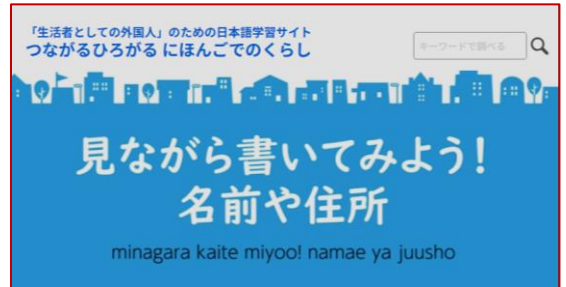 「生活者としての外国人」のための日本語学習サイト
つながるひろがる にほんごでのくらし
キーワードで調べる
見ながら書いてみよう!
名前や住所
minagara kaite miyoo! namae ya juusho